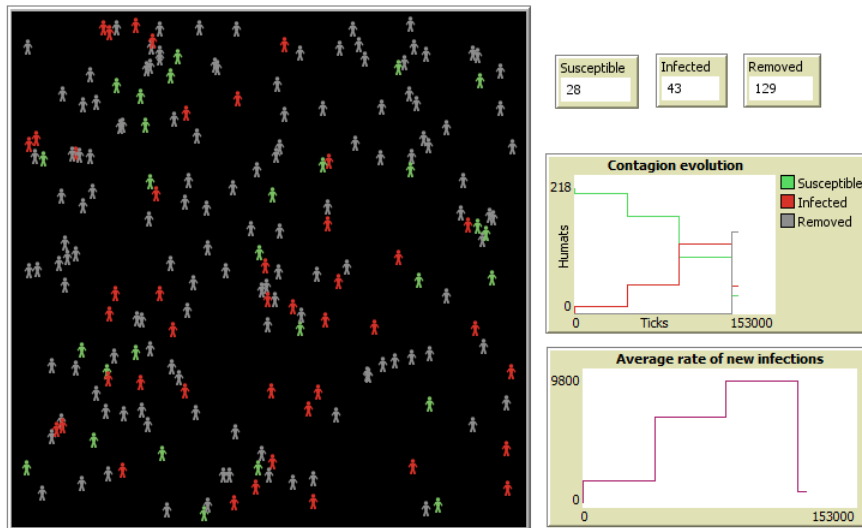 Susceptible
28
Infected
43
Removed
129
Contagion evolution
218
Humats
0
0
Ticks
153000
Susceptible
Infected
Removed
Average rate of new infections
9800
0
0
153000